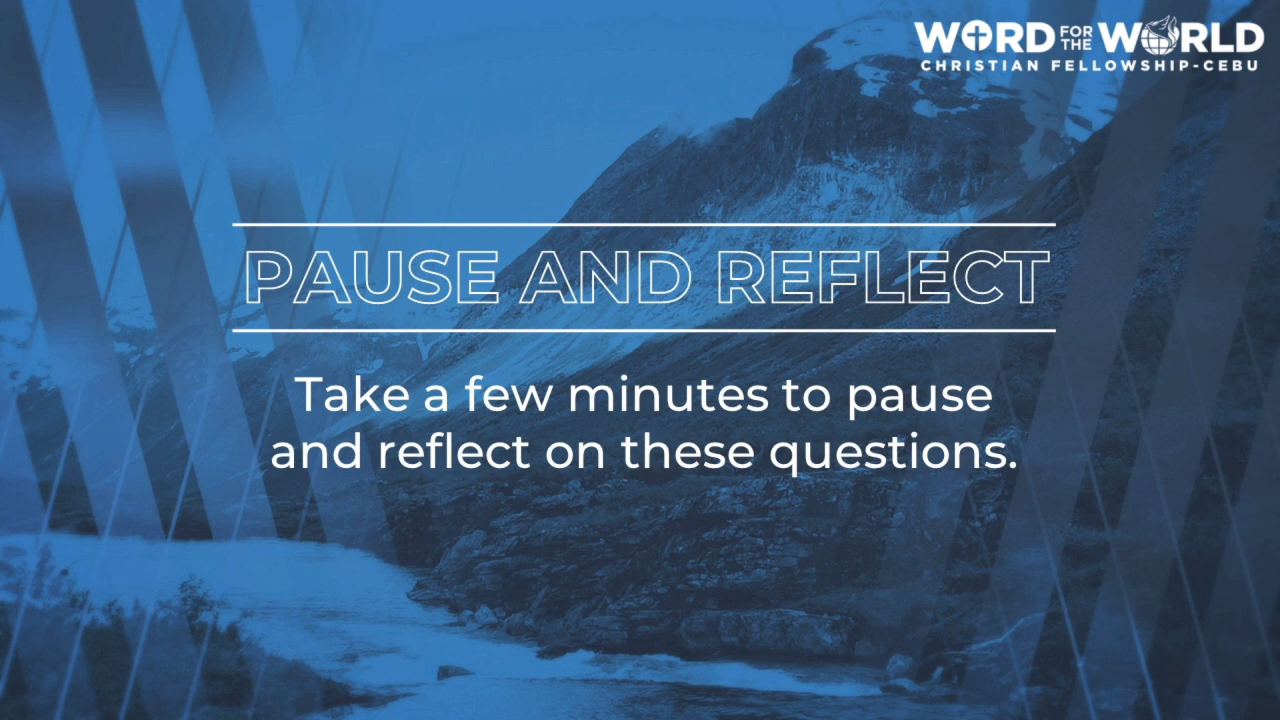 WORD FOR THE WORLD
CHRISTIAN FELLOWSHIP-CEBU
PAUSE AND REFLECT
Take a few minutes to pause
and reflect on these questions.